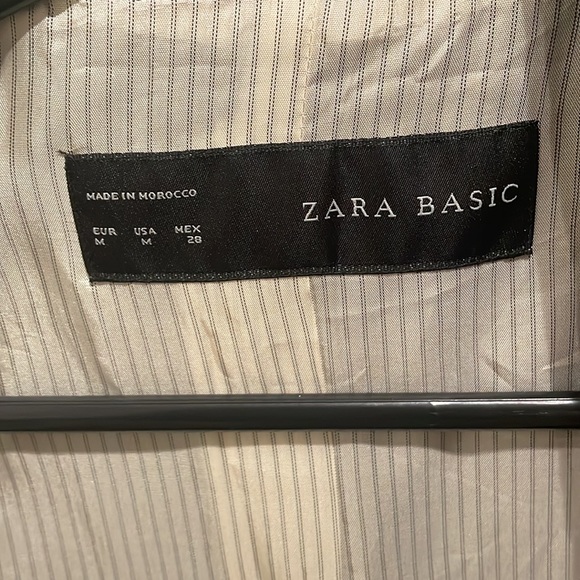 MADE IN MOROCCO
EUR USA MEX
M M 28
ZARA BASIC